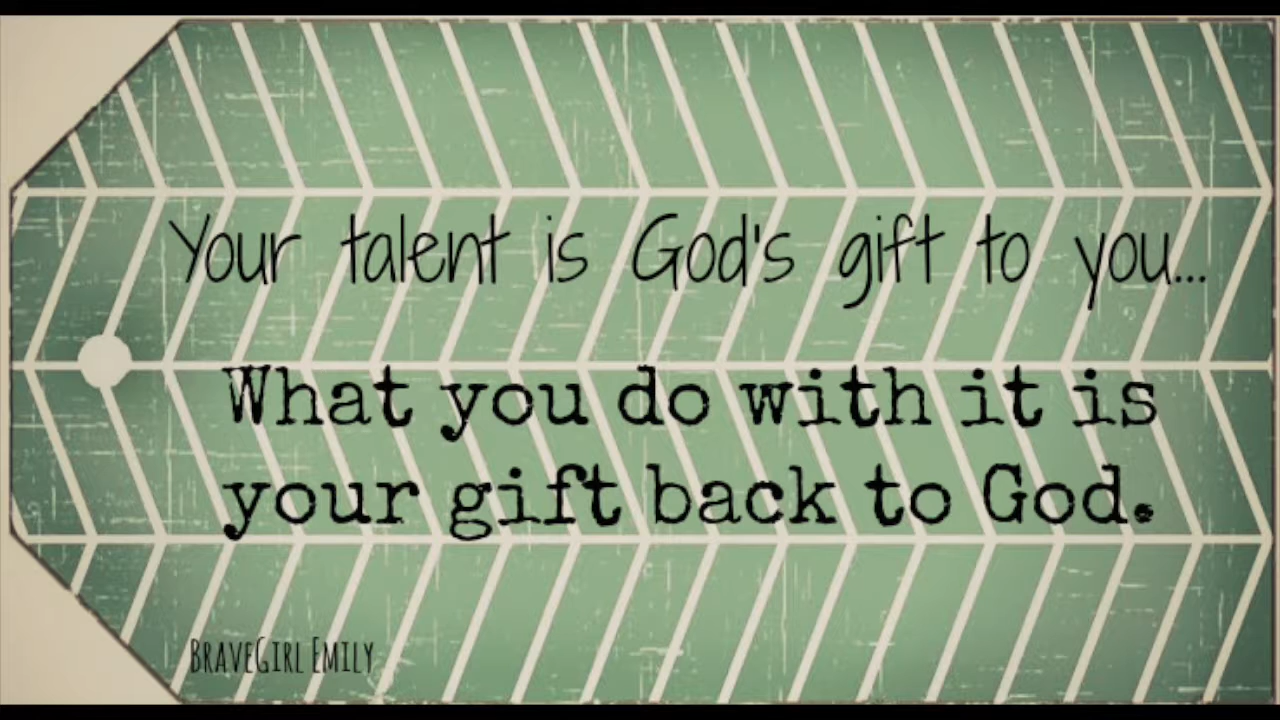 Your talent is God's gift to you...
What you do with it is
your gift back to God.
BRAVEGIRL EMILY